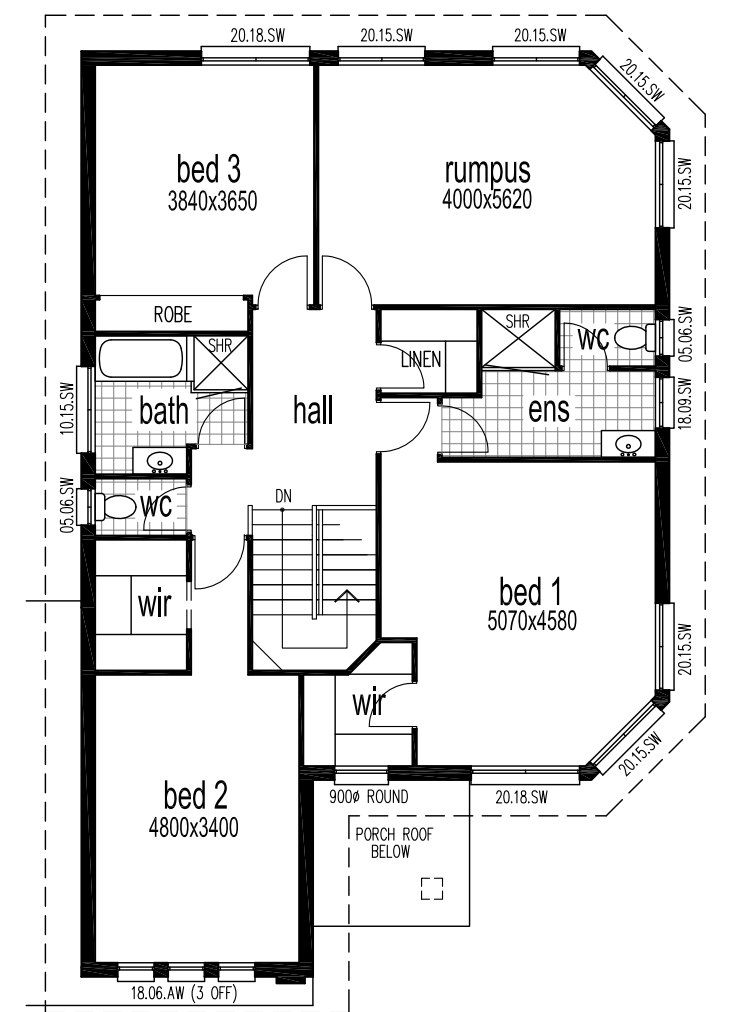 20.18.SW
20.15.SW
20.15.SW
20.15.SW
bed 3
3840x3650
rumpus
4000x5620
20.15.SW
ROBE
SHR
WC
05.06.SW
SHR
LINEN
10.15.SW
bath
hall
ens
18.09.SW
05.06.SW
WC
DN
wir
bed 1
5070x4580
20.15.SW
wir
20.15.SW
bed 2
4800x3400
900ø ROUND
20.18.SW
PORCH ROOF
BELOW
18.06.AW (3 OFF)